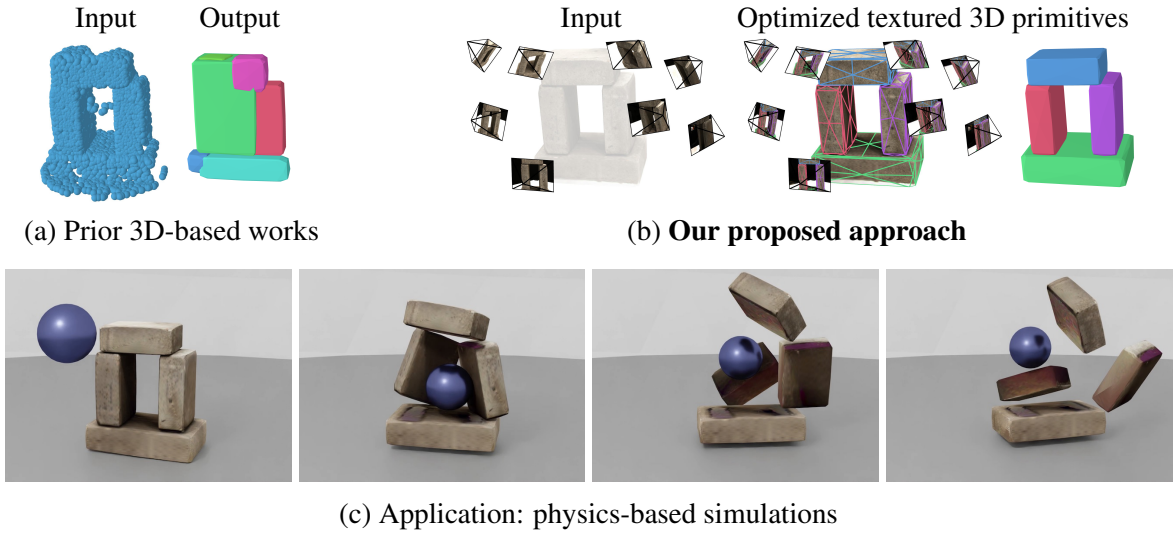 Input Output Input Optimized textured 3D primitives
(a) Prior 3D-based works (b) Our proposed approach
(c) Application: physics-based simulations